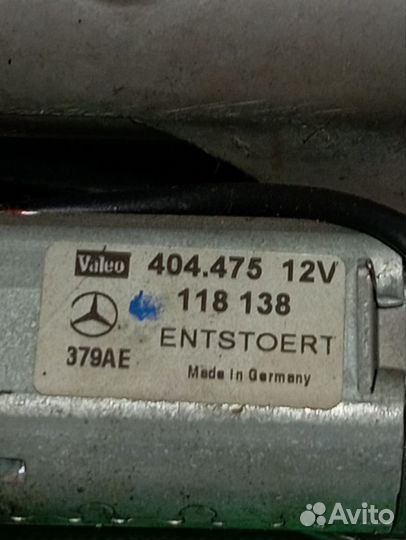 Valeo 404.475 12V
118 138
379AE ENTSTOERT
Made in Germany
Avito